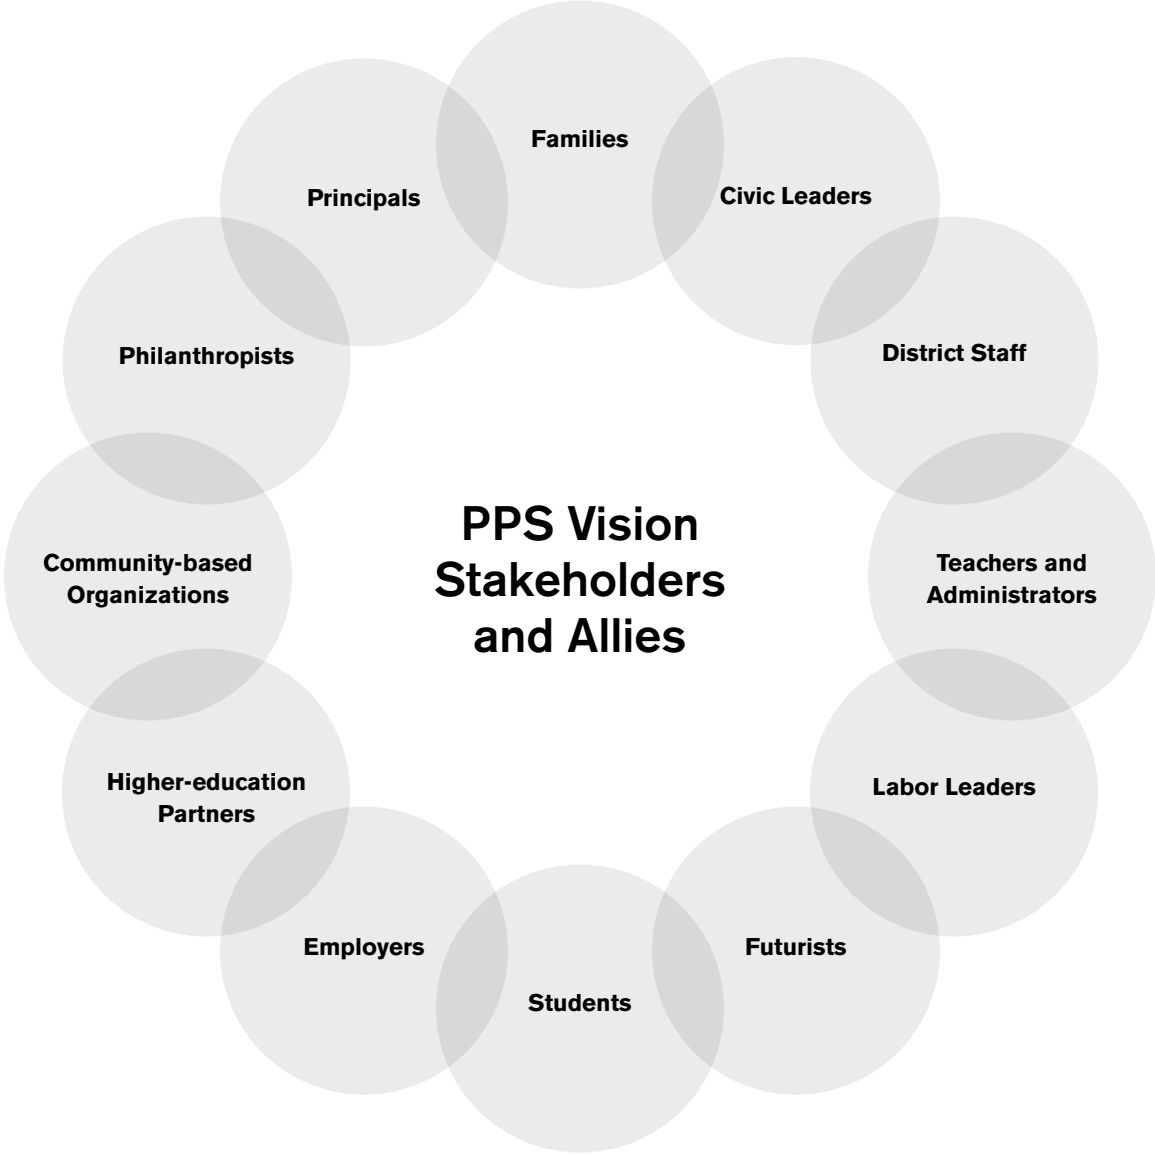 Families
Principals
Civic Leaders
Philanthropists
District Staff
PPS Vision
Stakeholders
and Allies
Community-based
Organizations
Teachers and
Administrators
Higher-education
Partners
Labor Leaders
Employers
Futurists
Students